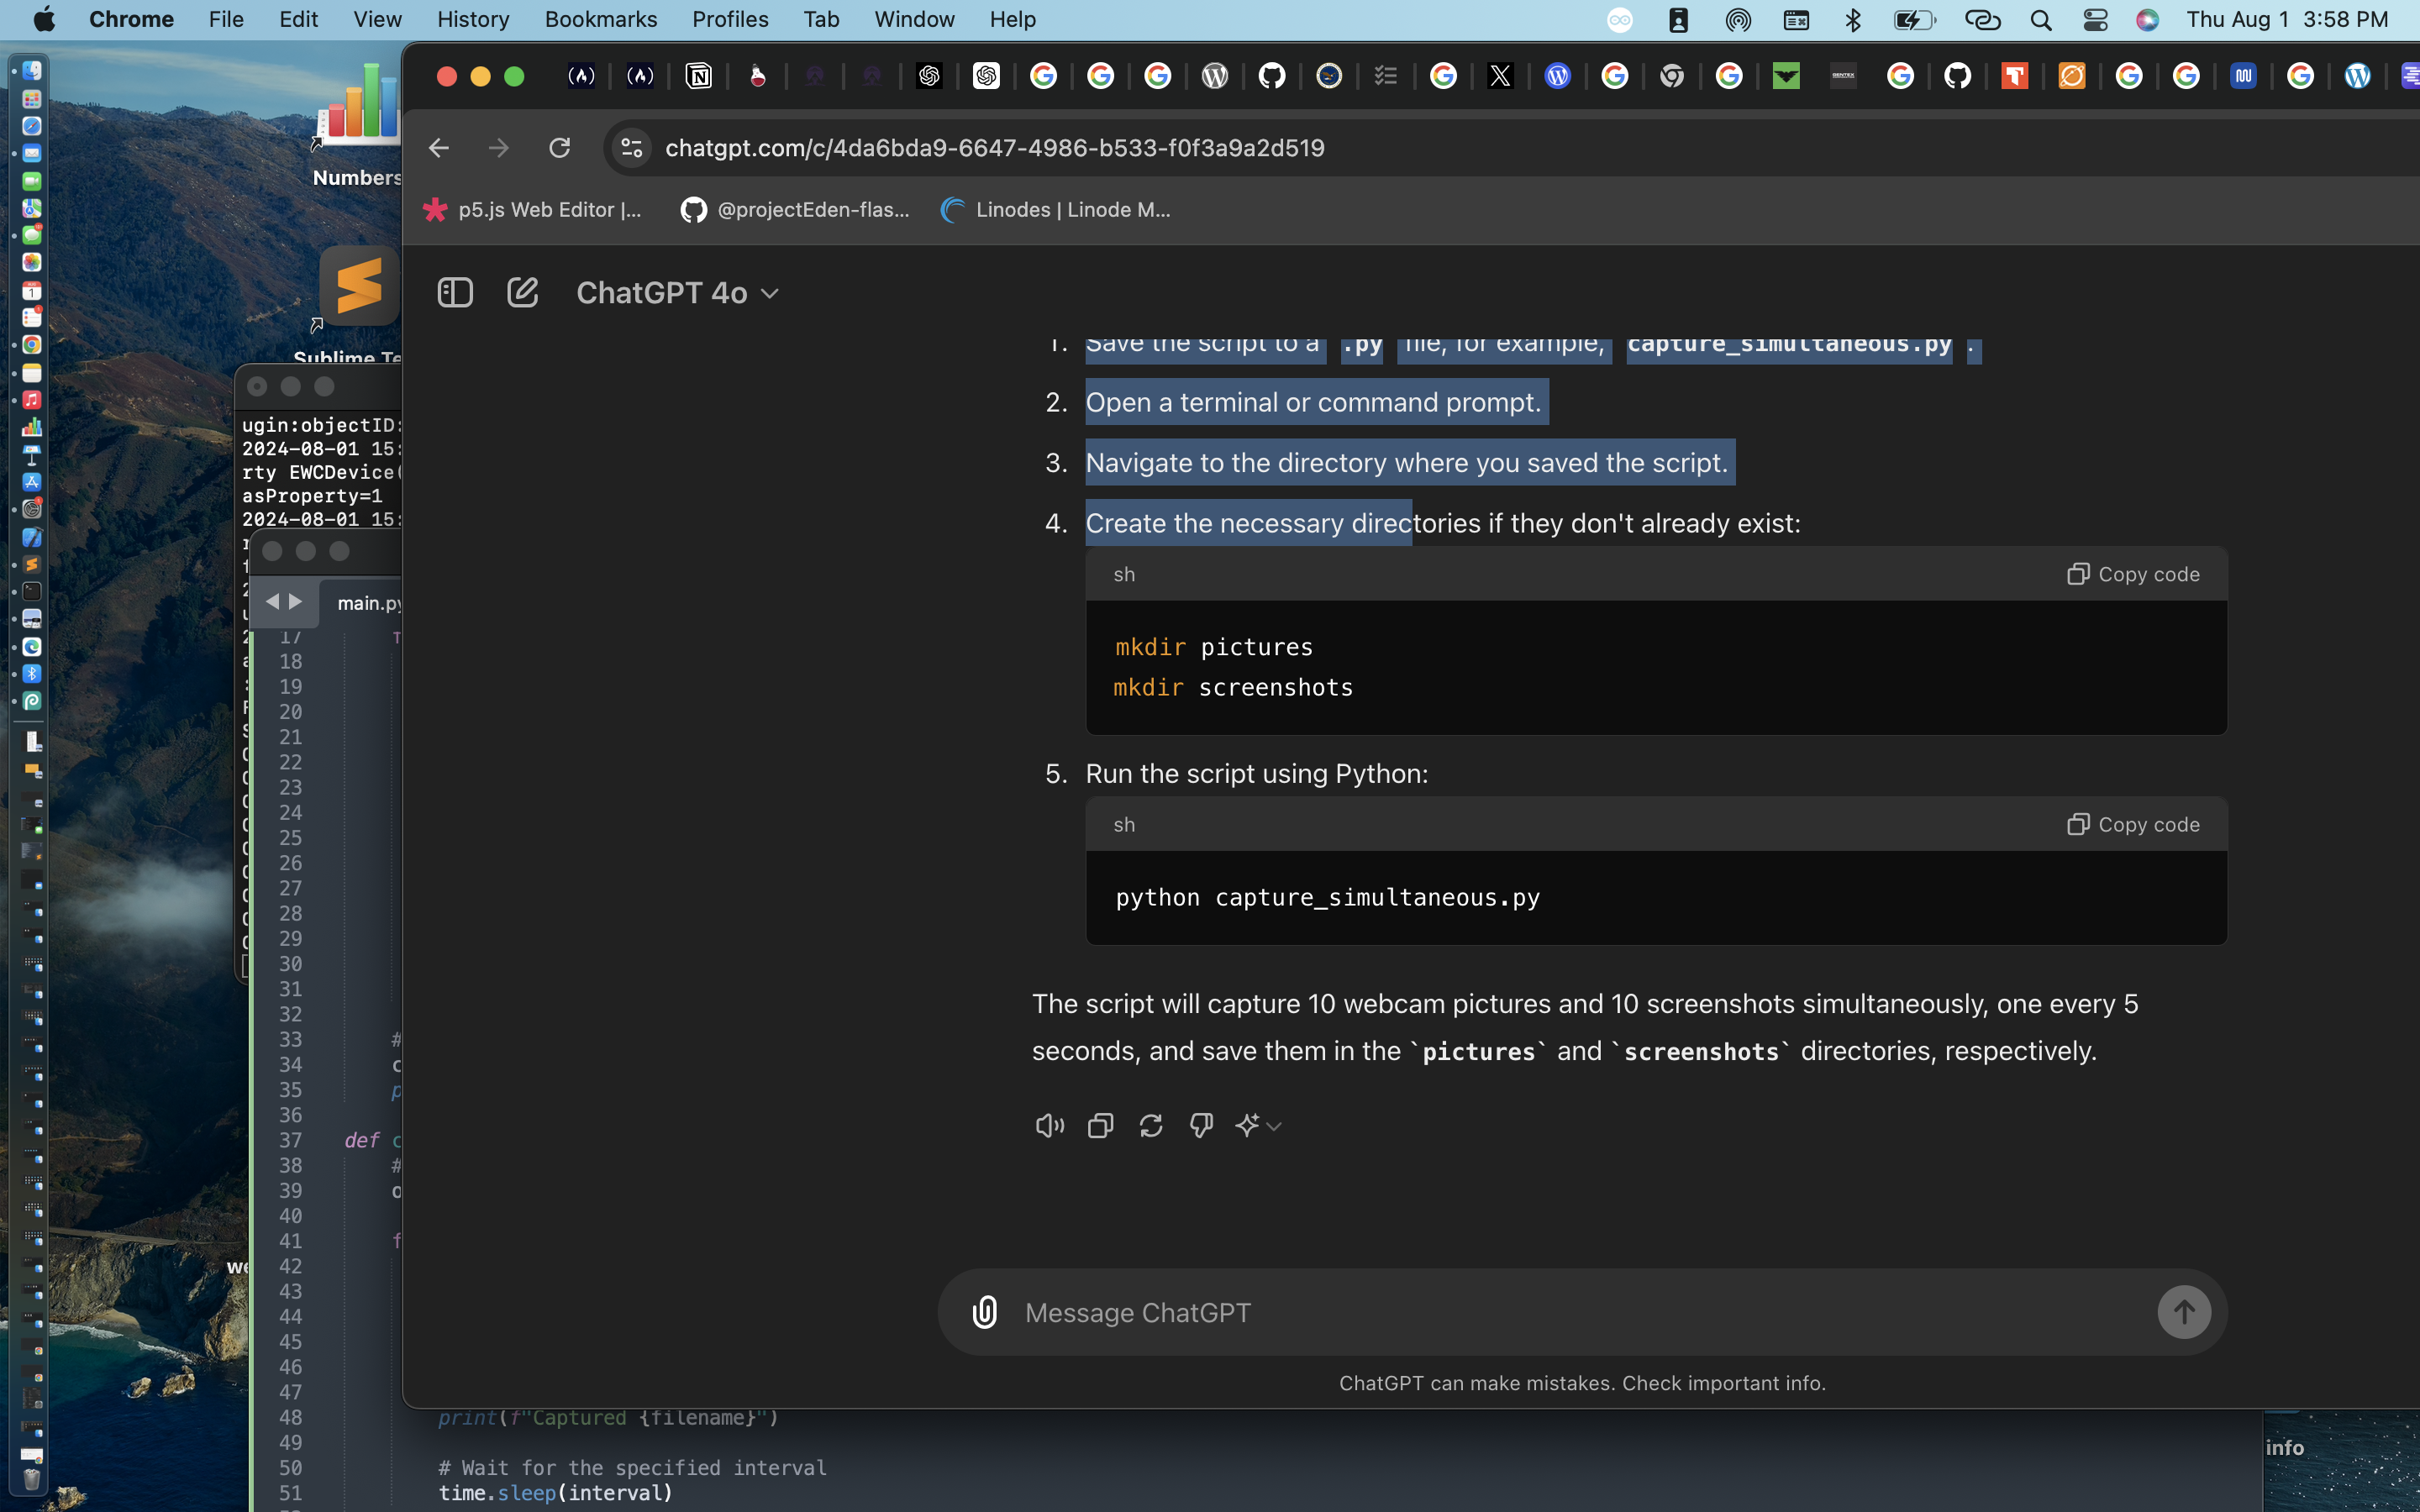 Chrome File Edit View History Bookmarks Profiles Tab Window Help Thu Aug 1 3:58 PM
chatgpt.com/c/4da6bda9-6647-4986-b533-f0f3a9a2d519
p5.js Web Editor |... @projectEden-flas... Linodes | Linode M...
Numbers
Sublime Te
ChatGPT 4o
1. Save the script to a .py file, for example, capture_simultaneous.py .
2. Open a terminal or command prompt.
3. Navigate to the directory where you saved the script.
4. Create the necessary directories if they don't already exist:
sh Copy code
mkdir pictures
mkdir screenshots
5. Run the script using Python:
sh Copy code
python capture_simultaneous.py
The script will capture 10 webcam pictures and 10 screenshots simultaneously, one every 5
seconds, and save them in the `pictures` and `screenshots` directories, respectively.
Message ChatGPT
ChatGPT can make mistakes. Check important info.
ugin:objectID:
2024-08-01 15:
rty EWCDevice(
asProperty=1
2024-08-01 15:
main.py
17
18
19
20
21
22
23
24
25
26
27
28
29
30
31
32
33 #
34 c
35 p
36
37 def c
38 #
39 o
40
41 f
42
43
44
45
46
47
48 print(f"Captured {filename}")
49
50 # Wait for the specified interval
51 time.sleep(interval)
we
info